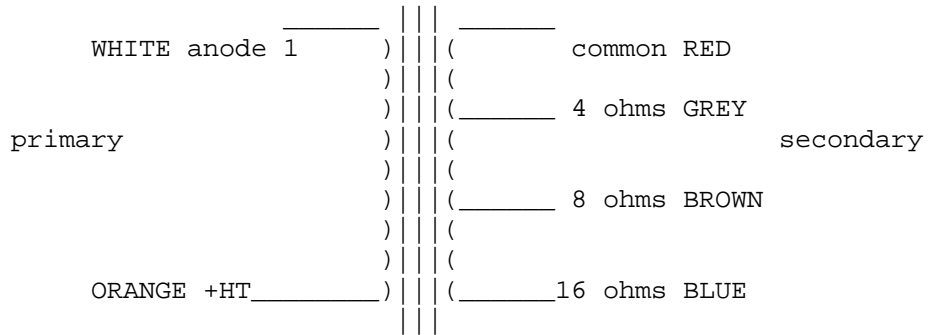 WHITE anode 1 common RED
4 ohms GREY
primary secondary
8 ohms BROWN
ORANGE +HT 16 ohms BLUE